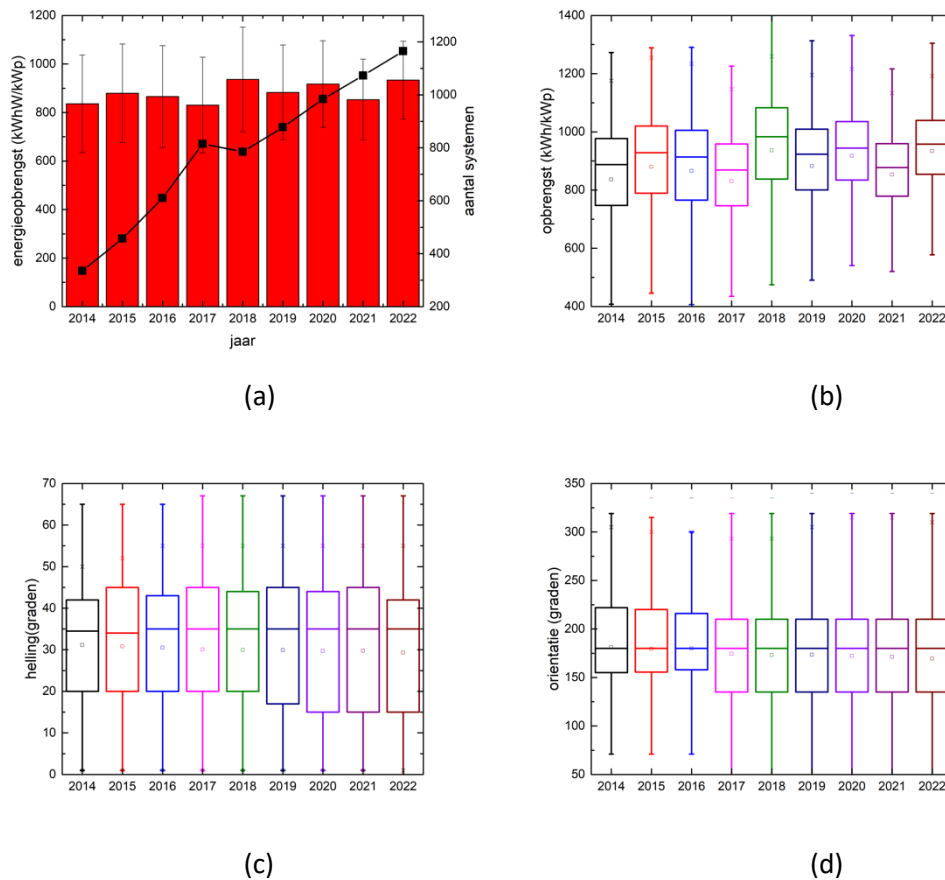 energieopbrengst (kWhW/kWp)
1200
1000
800
600
400
200
0
2014 2015 2016 2017 2018 2019 2020 2021 2022
jaar
1200
1000
800
600
400
200
aantal systemen
(a)
opbrengst (kWh/kWp)
1400
1200
1000
800
600
400
2014 2015 2016 2017 2018 2019 2020 2021 2022
(b)
helling(graden)
70
60
50
40
30
20
10
0
2014 2015 2016 2017 2018 2019 2020 2021 2022
(c)
orientatie (graden)
350
300
250
200
150
100
50
2014 2015 2016 2017 2018 2019 2020 2021 2022
(d)